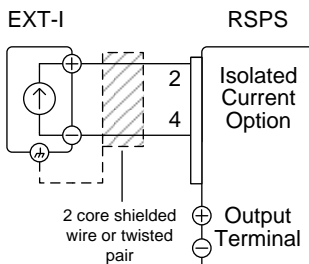 EXT-I
RSPS
2
4
Isolated
Current
Option
2 core shielded
wire or twisted
pair
Output
Terminal